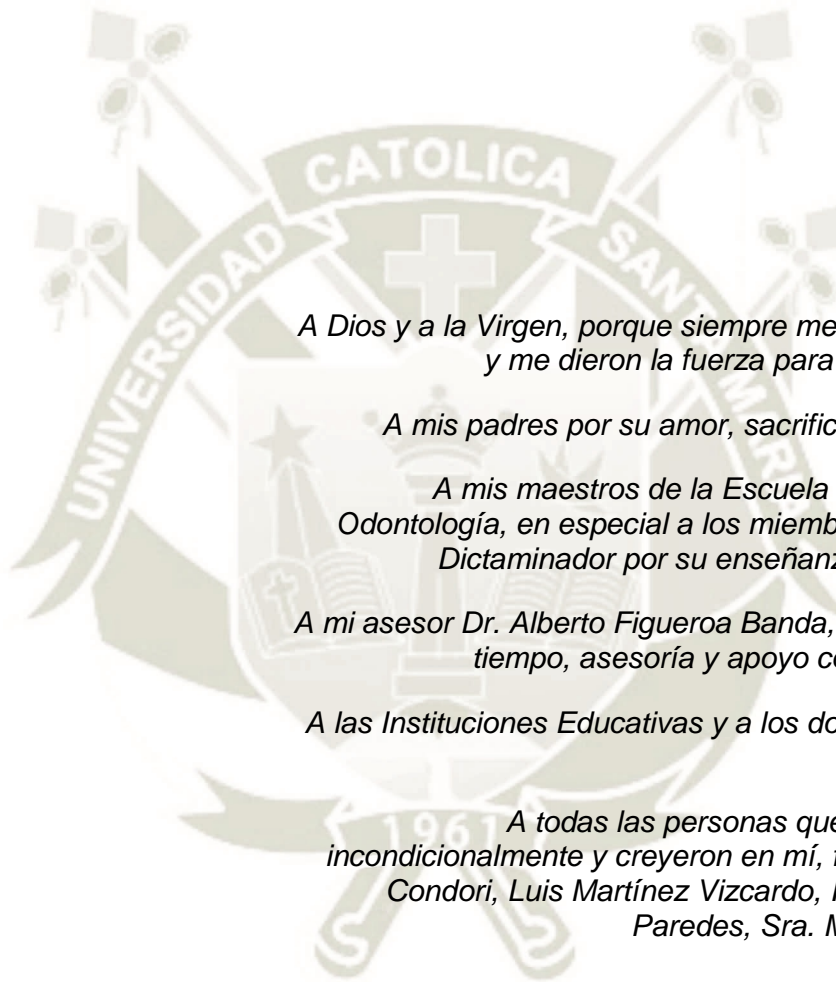 UNIVERSIDAD CATOLICA SANTA
A Dios y a la Virgen, porque siempre me
y me dieron la fuerza para
A mis padres por su amor, sacrific
A mis maestros de la Escuela
Odontología, en especial a los miemb
Dictaminador por su enseñanz
A mi asesor Dr. Alberto Figueroa Banda,
tiempo, asesoría y apoyo co
A las Instituciones Educativas y a los do
A todas las personas que
incondicionalmente y creyeron en mí,
Condori, Luis Martínez Vizcardo,
Paredes, Sra. M
1961